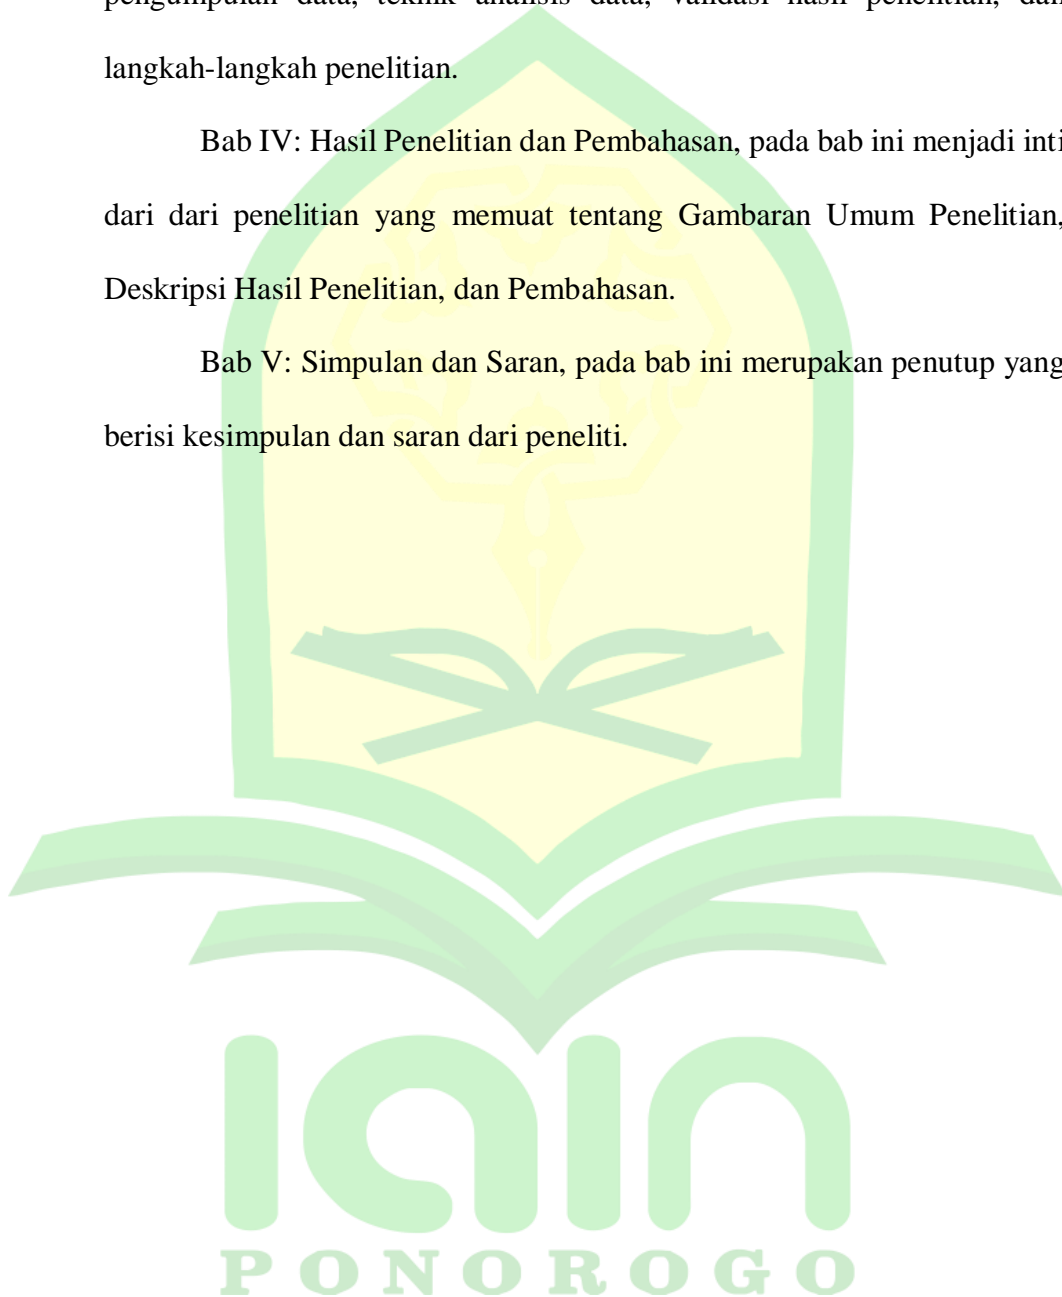 pengumpulan data, teknik analisis data, validasi hasil penelitian, dan
langkah-langkah penelitian.
Bab IV: Hasil Penelitian dan Pembahasan, pada bab ini menjadi inti
dari dari penelitian yang memuat tentang Gambaran Umum Penelitian,
Deskripsi Hasil Penelitian, dan Pembahasan.
Bab V: Simpulan dan Saran, pada bab ini merupakan penutup yang
berisi kesimpulan dan saran dari peneliti.
IAIN
PONOROGO